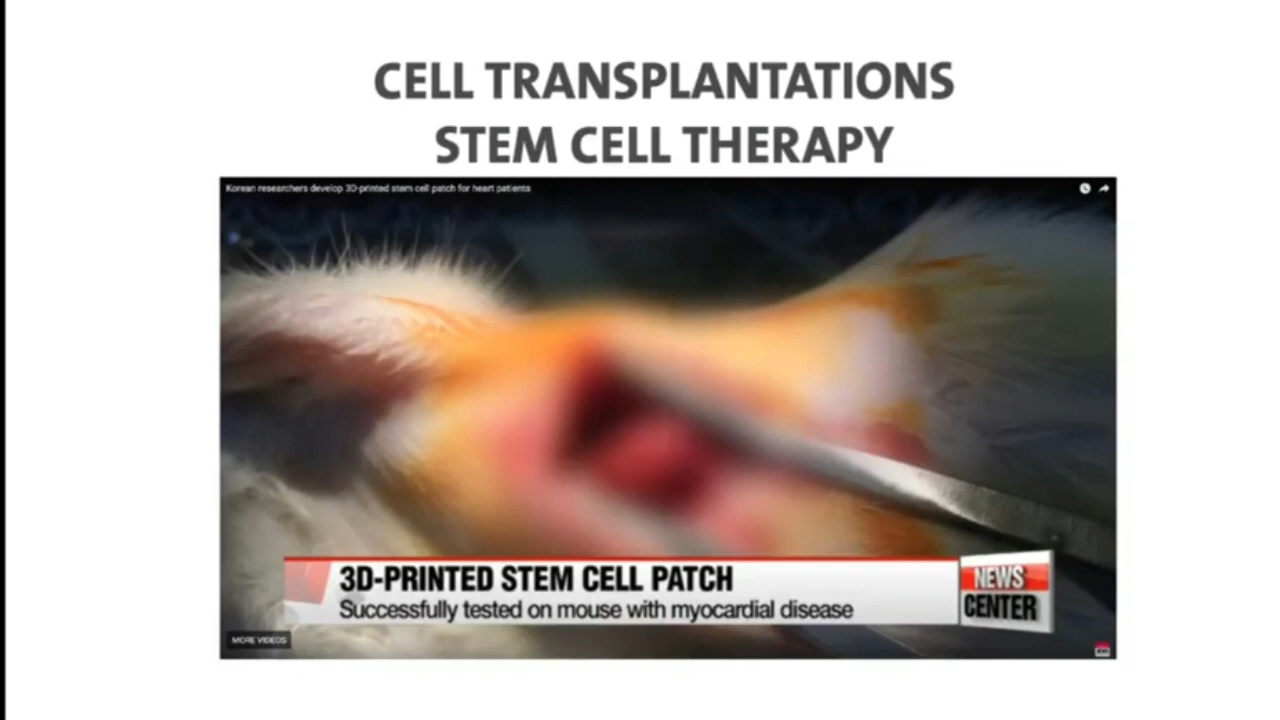 CELL TRANSPLANTATIONS
STEM CELL THERAPY
Korean researchers develop 3D-printed stem cell patch for heart patients
3D-PRINTED STEM CELL PATCH
Successfully tested on mouse with myocardial disease
NEWS
CENTER
MORE VIDEOS